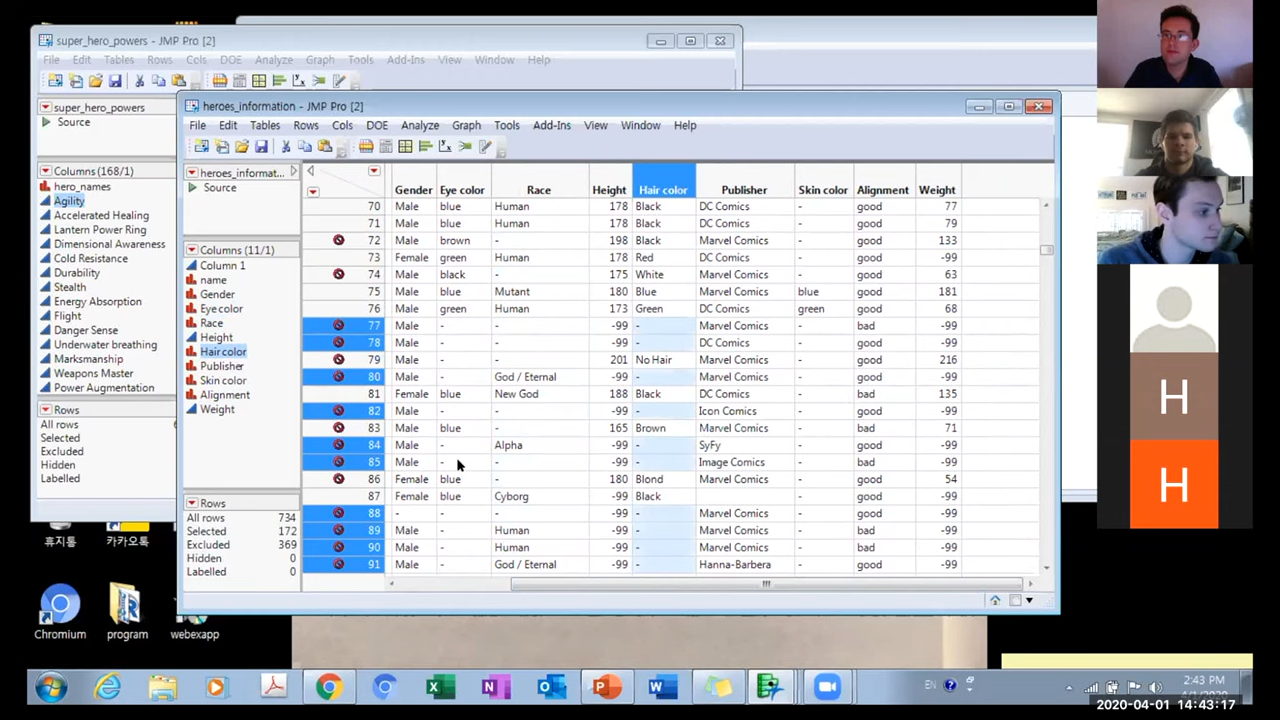 super_hero_powers - JMP Pro [2]
File Edit Tables Rows Cols DOE Analyze Graph Tools Add-Ins View Window Help
super_hero_powers
Source
Columns (168/1)
hero_names
Agility
Accelerated Healing
Lantern Power Ring
Dimensional Awareness
Cold Resistance
Durability
Stealth
Energy Absorption
Flight
Danger Sense
Underwater breathing
Marksmanship
Weapons Master
Power Augmentation
Rows
All rows 6
Selected
Excluded
Hidden
Labelled
heroes_information - JMP Pro [2]
File Edit Tables Rows Cols DOE Analyze Graph Tools Add-Ins View Window Help
heroes_informat...
Source
Columns (11/1)
Column 1
name
Gender
Eye color
Race
Height
Hair color
Publisher
Skin color
Alignment
Weight
Rows
All rows 734
Selected 172
Excluded 369
Hidden 0
Labelled 0
Gender Eye color Race Height Hair color Publisher Skin color Alignment Weight
70 Male blue Human 178 Black DC Comics - good 77
71 Male blue Human 178 Black DC Comics - good 79
72 Male brown - 198 Black Marvel Comics - good 133
73 Female green Human 178 Red DC Comics - good -99
74 Male black - 175 White Marvel Comics - good 63
75 Male blue Mutant 180 Blue Marvel Comics blue good 181
76 Male green Human 173 Green DC Comics green good 68
77 Male - - -99 - Marvel Comics - bad -99
78 Male - - -99 - DC Comics - good -99
79 Male - - 201 No Hair Marvel Comics - good 216
80 Male - God / Eternal -99 - Marvel Comics - good -99
81 Female blue New God 188 Black DC Comics - good 135
82 Male - - -99 - Icon Comics - good -99
83 Male blue - 165 Brown Marvel Comics - bad 71
84 Male - Alpha -99 - SyFy - good -99
85 Male - - -99 - Image Comics - bad -99
86 Female blue - 180 Blond Marvel Comics - good 54
87 Female blue Cyborg -99 Black - good -99
88 - - - -99 - Marvel Comics - good -99
89 Male - Human -99 - Marvel Comics - bad -99
90 Male - Human -99 - Marvel Comics - bad -99
91 Male - God / Eternal -99 - Hanna-Barbera - good -99
휴지통
카카오톡
Chromium
program
webexapp
H
H
EN
2:43 PM
4/1/2020
2020-04-01 14:43:17